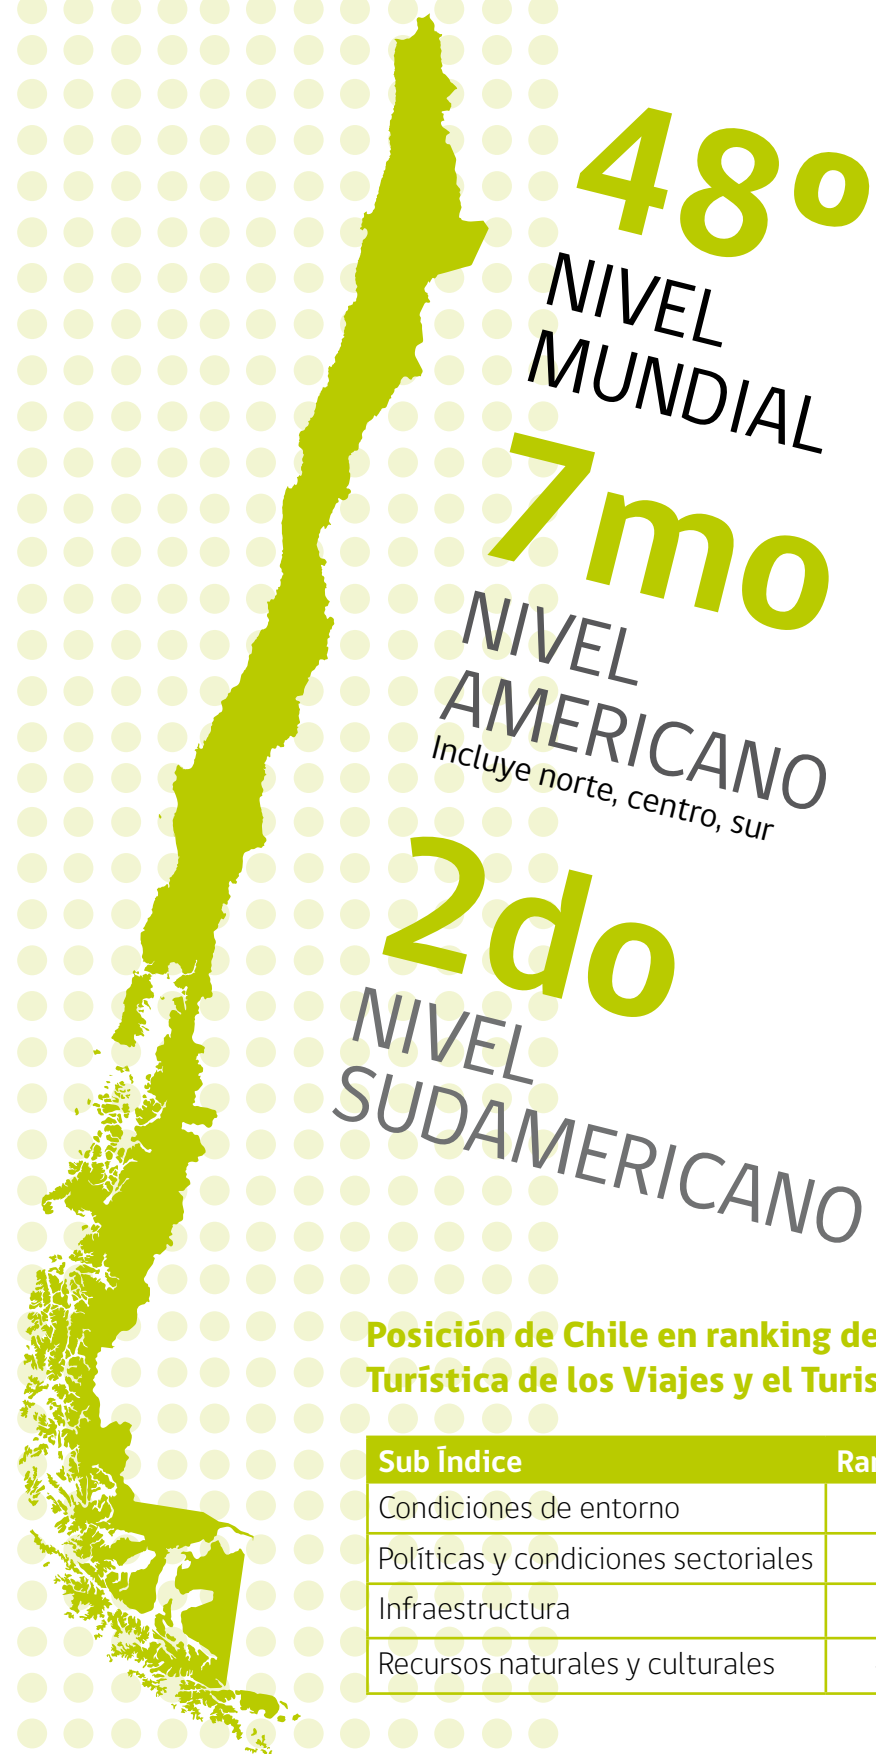 48º
NIVEL
MUNDIAL
7mo
NIVEL
AMERICANO
Incluye norte, centro, sur
2do
NIVEL
SUDAMERICANO
Posición de Chile en ranking de
Turística de los Viajes y el Turis
Sub Índice Ran
Condiciones de entorno
Políticas y condiciones sectoriales
Infraestructura
Recursos naturales y culturales